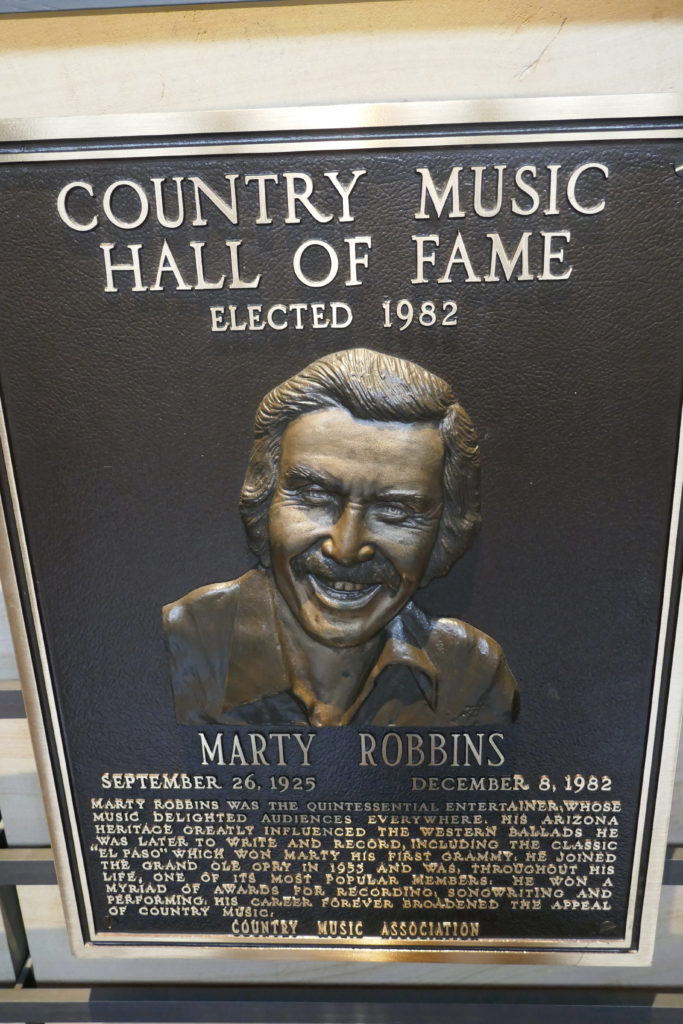 COUNTRY MUSIC
HALL OF FAME
ELECTED 1982
MARTY ROBBINS
SEPTEMBER 26, 1925 DECEMBER 8, 1982
MARTY ROBBINS WAS THE QUINTESSENTIAL ENTERTAINER, WHOSE
MUSIC DELIGHTED AUDIENCES EVERYWHERE. HIS ARIZONA
HERITAGE GREATLY INFLUENCED THE WESTERN BALLADS HE
WAS LATER TO WRITE AND RECORD, INCLUDING THE CLASSIC
"EL PASO" WHICH WON MARTY HIS FIRST GRAMMY. HE JOINED
THE GRAND OLE OPRY IN 1953 AND WAS, THROUGHOUT HIS
LIFE, ONE OF ITS MOST POPULAR MEMBERS. HE WON A
MYRIAD OF AWARDS FOR RECORDING, SONGWRITING AND
PERFORMING; HIS CAREER FOREVER BROADENED THE APPEAL
OF COUNTRY MUSIC.
COUNTRY MUSIC ASSOCIATION